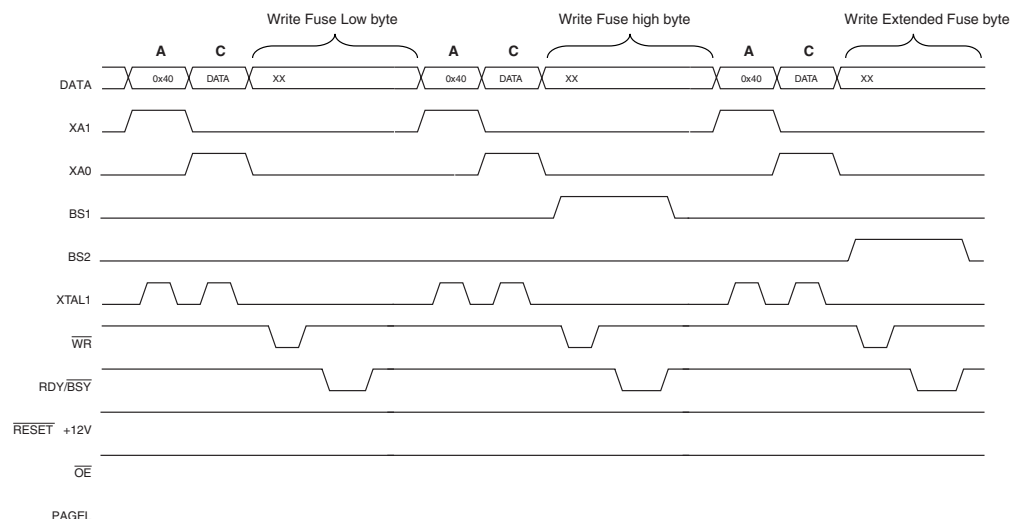 Write Fuse Low byte Write Fuse high byte Write Extended Fuse byte
A C A C A C
DATA 0x40 DATA XX 0x40 DATA XX 0x40 DATA XX
XA1
XA0
BS1
BS2
XTAL1
WR
RDY/BSY
RESET +12V
OE
PAGEL